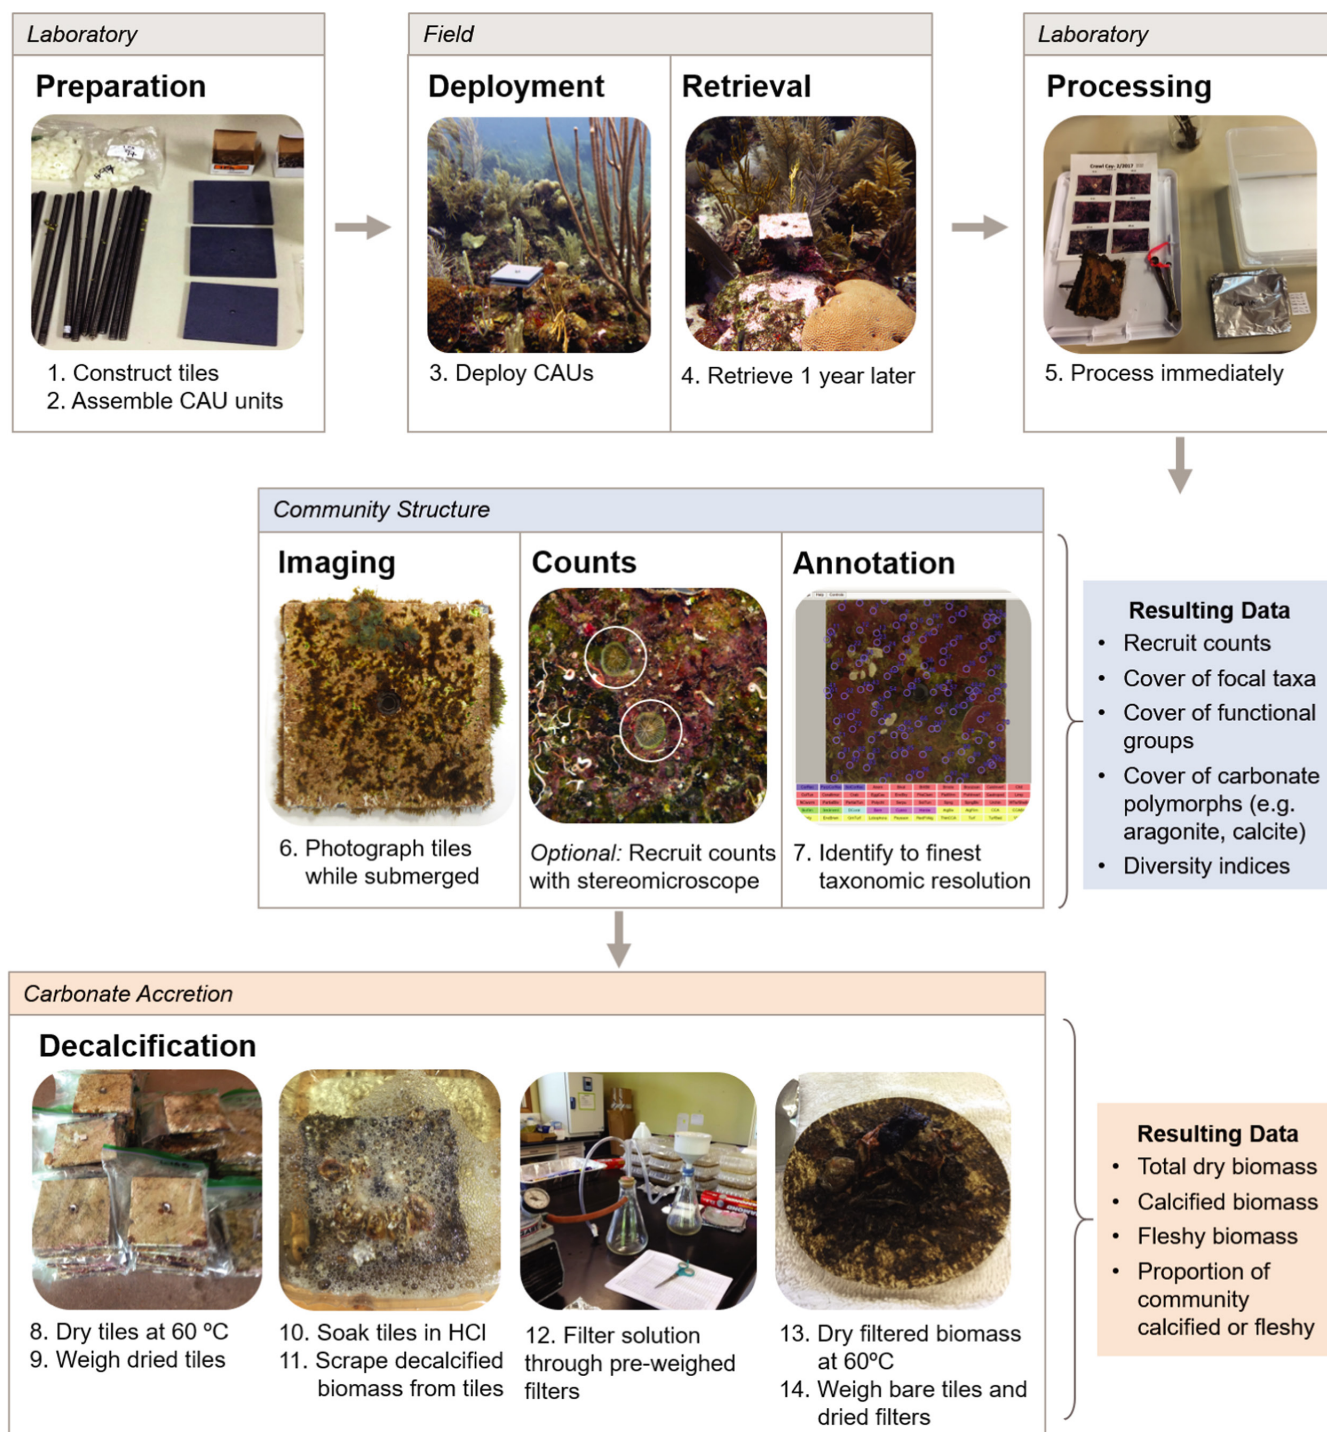 Laboratory
Preparation
1. Construct tiles
2. Assemble CAU units
Field
Deployment
3. Deploy CAUs
Retrieval
4. Retrieve 1 year later
Laboratory
Processing
Crawl Cay: 2/2017
5. Process immediately
Community Structure
Imaging
6. Photograph tiles
while submerged
Counts
Optional: Recruit counts
with stereomicroscope
Annotation
7. Identify to finest
taxonomic resolution
Resulting Data
• Recruit counts
• Cover of focal taxa
• Cover of functional
groups
• Cover of carbonate
polymorphs (e.g.
aragonite, calcite)
• Diversity indices
Carbonate Accretion
Decalcification
8. Dry tiles at 60 ºC
9. Weigh dried tiles
10. Soak tiles in HCl
11. Scrape decalcified
biomass from tiles
12. Filter solution
through pre-weighed
filters
13. Dry filtered biomass
at 60ºC
14. Weigh bare tiles and
dried filters
Resulting Data
• Total dry biomass
• Calcified biomass
• Fleshy biomass
• Proportion of
community
calcified or fleshy